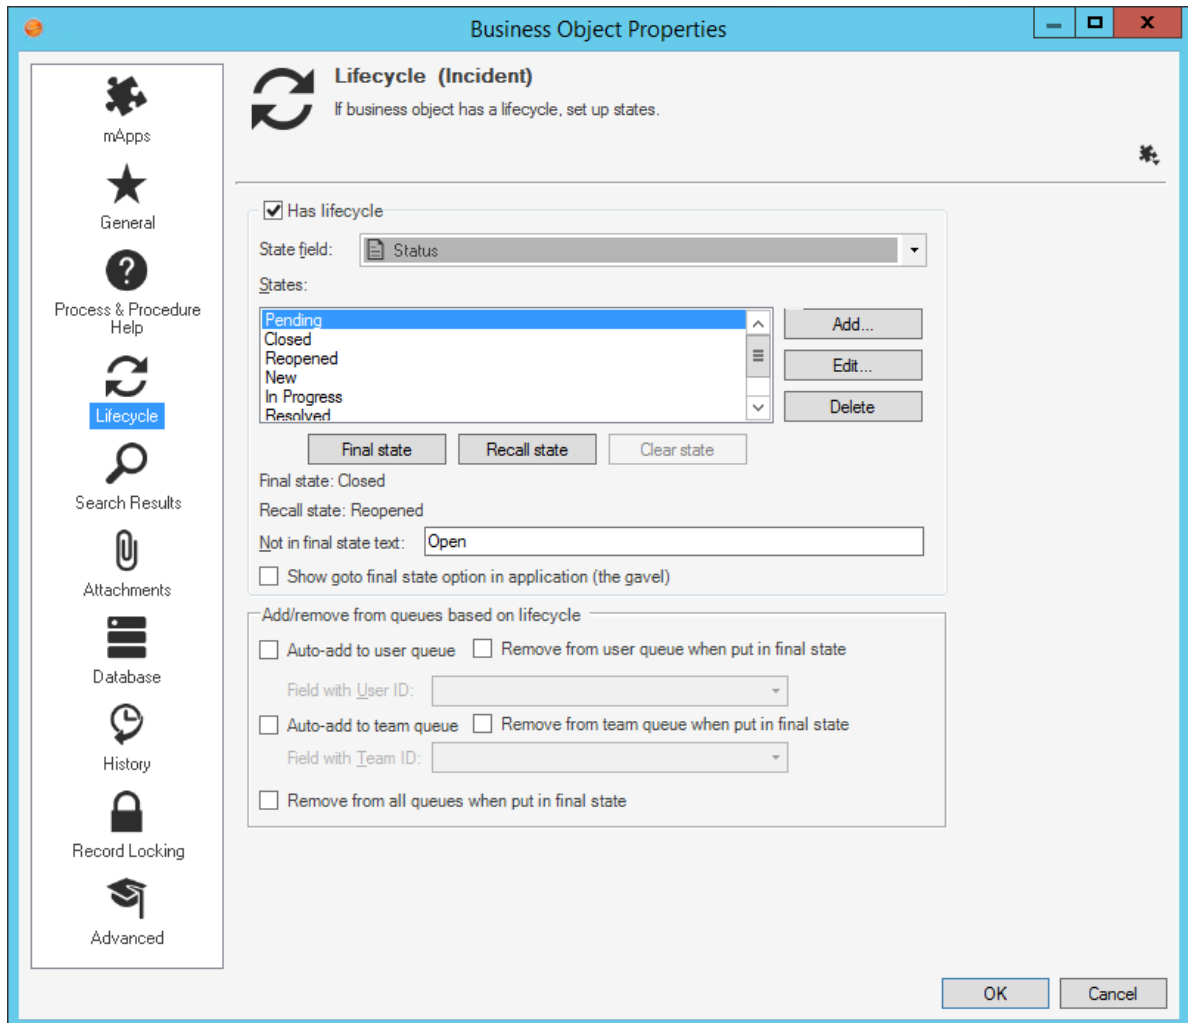 Business Object Properties
mApps
General
Process & Procedure
Help
Lifecycle
Search Results
Attachments
Database
History
Record Locking
Advanced
Lifecycle (Incident)
If business object has a lifecycle, set up states.
Has lifecycle
State field: Status
States:
Pending
Closed
Reopened
New
In Progress
Resolved
Add...
Edit...
Delete
Final state Recall state Clear state
Final state: Closed
Recall state: Reopened
Not in final state text: Open
Show goto final state option in application (the gavel)
Add/remove from queues based on lifecycle
Auto-add to user queue Remove from user queue when put in final state
Field with User ID:
Auto-add to team queue Remove from team queue when put in final state
Field with Team ID:
Remove from all queues when put in final state
OK Cancel